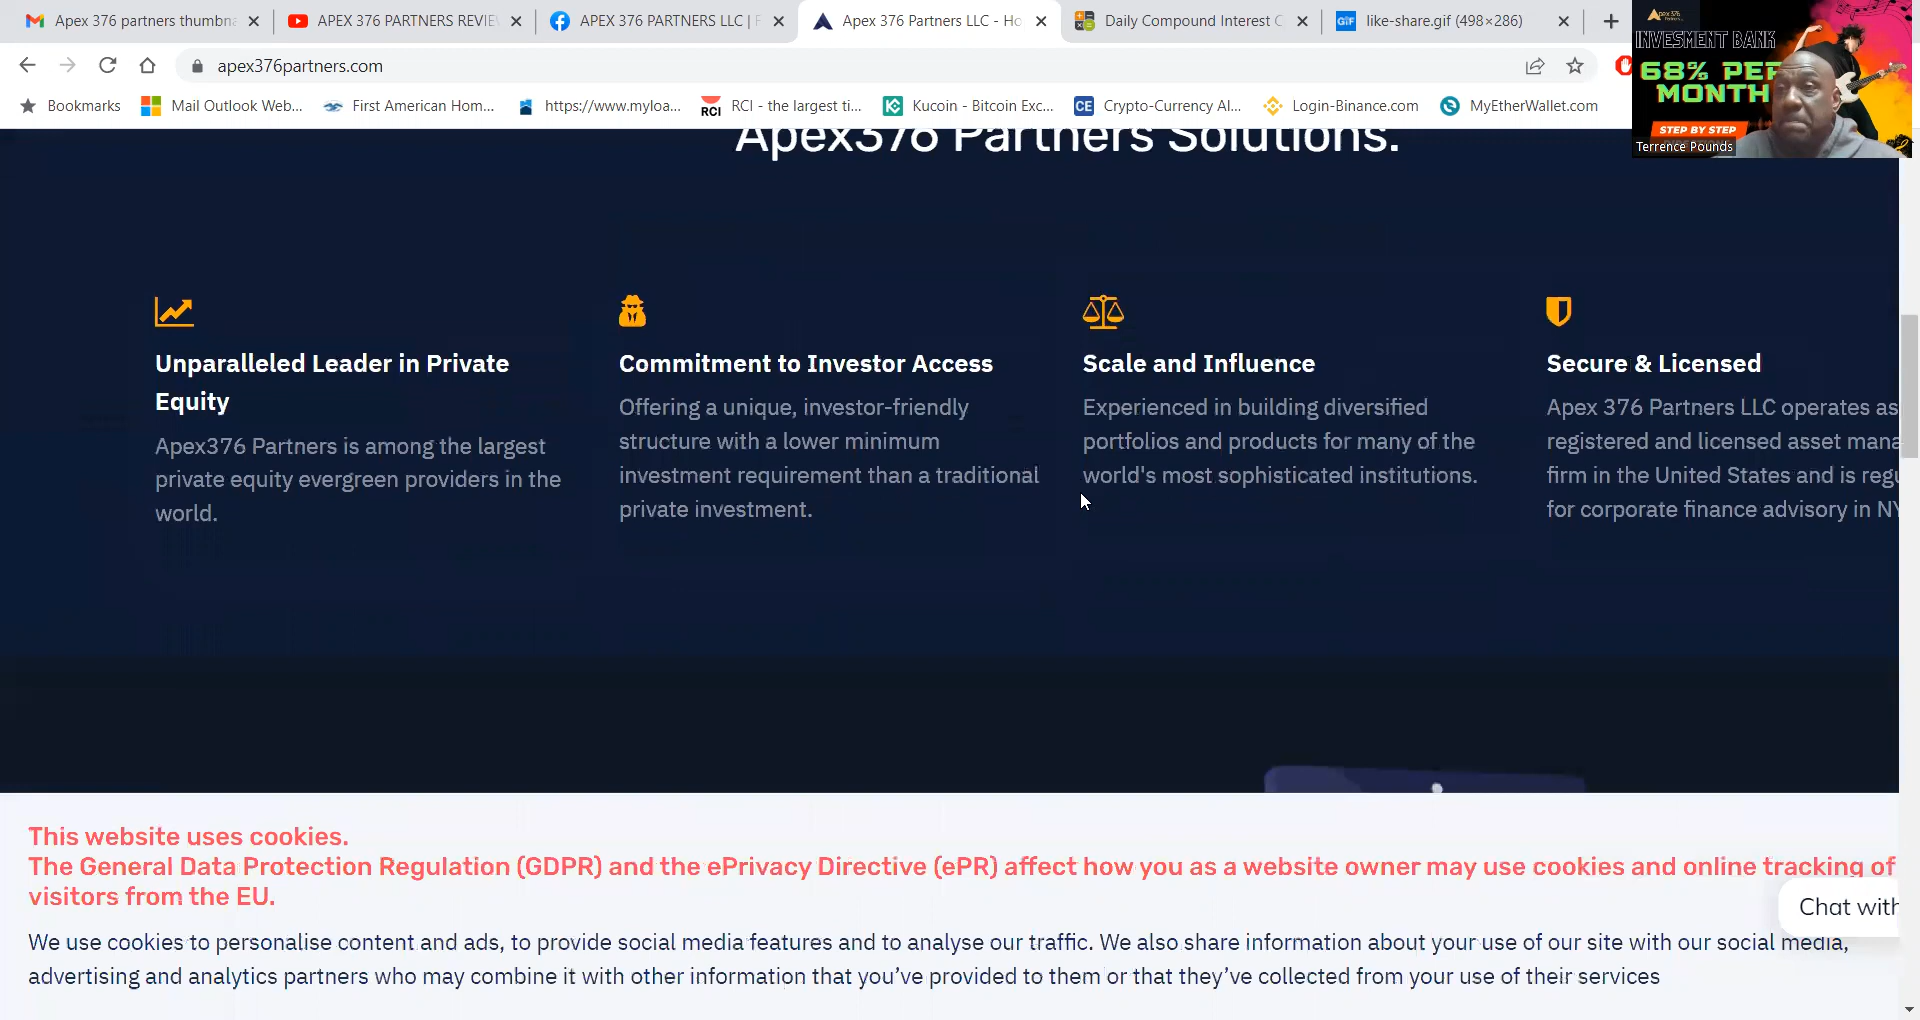 Apex 376 partners thumbna
APEX 376 PARTNERS REVIE
APEX 376 PARTNERS LLC | F
Apex 376 Partners LLC - Ho
Daily Compound Interest C
like-share.gif (498×286)
apex376partners.com
Bookmarks
Mail Outlook Web...
First American Hom...
https://www.myloa...
RCI - the largest ti...
Kucoin - Bitcoin Exc...
Crypto-Currency Al...
Login-Binance.com
MyEtherWallet.com
INVESMENT BANK
68% PE
MONTH
STEP BY STEP
Terrence Pounds
Apex376 Partners Solutions.
Unparalleled Leader in Private
Equity
Apex376 Partners is among the largest
private equity evergreen providers in the
world.
Commitment to Investor Access
Offering a unique, investor-friendly
structure with a lower minimum
investment requirement than a traditional
private investment.
Scale and Influence
Experienced in building diversified
portfolios and products for many of the
world's most sophisticated institutions.
Secure & Licensed
Apex 376 Partners LLC operates as
registered and licensed asset mana
firm in the United States and is regu
for corporate finance advisory in NY
This website uses cookies.
The General Data Protection Regulation (GDPR) and the ePrivacy Directive (ePR) affect how you as a website owner may use cookies and online tracking of
visitors from the EU.
Chat with
We use cookies to personalise content and ads, to provide social media features and to analyse our traffic. We also share information about your use of our site with our social media,
advertising and analytics partners who may combine it with other information that you've provided to them or that they've collected from your use of their services